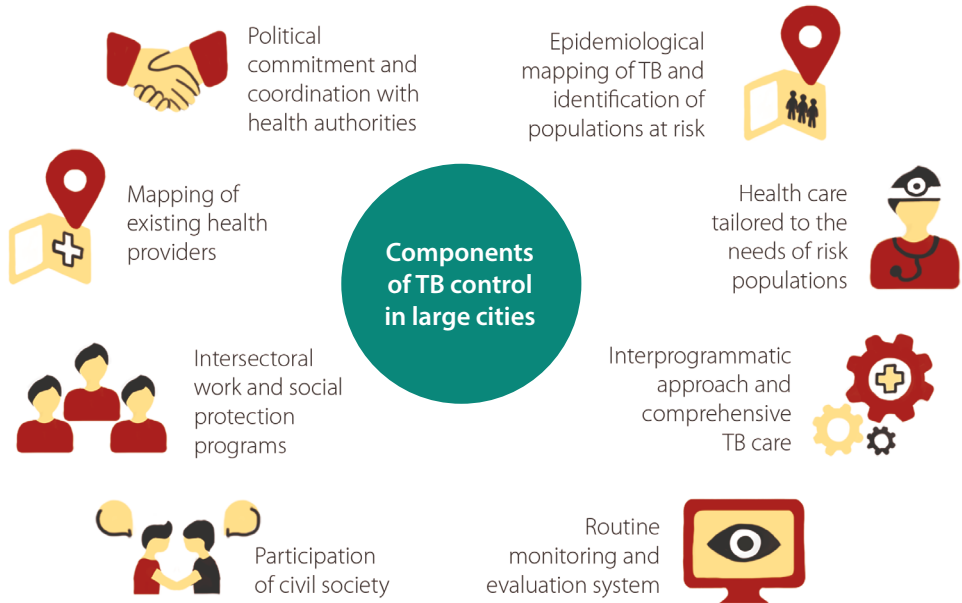 Political
commitment and
coordination with
health authorities
Epidemiological
mapping of TB and
identification of
populations at risk
Mapping of
existing health
providers
Components
of TB control
in large cities
Health care
tailored to the
needs of risk
populations
Intersectoral
work and social
protection
programs
Interprogrammatic
approach and
comprehensive
TB care
Participation
of civil society
Routine
monitoring and
evaluation system